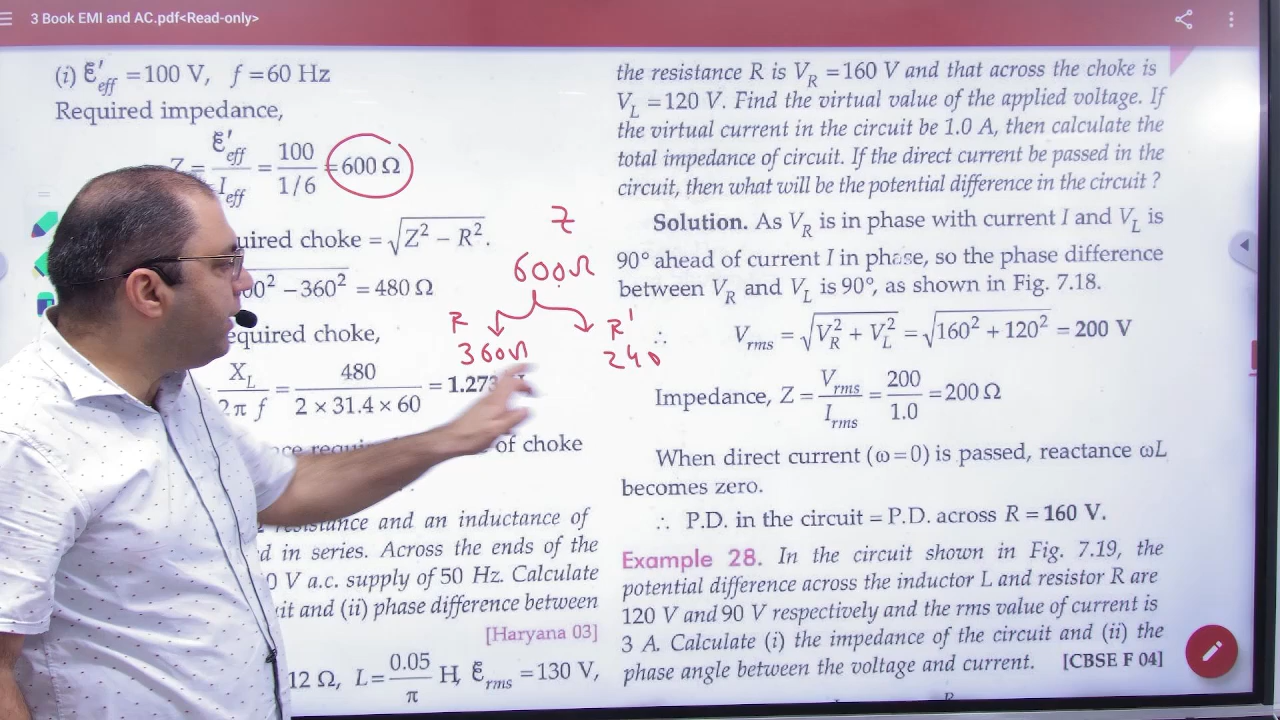 3 Book EMI and AC.pdf<Read-only>
(i) ℰ'eff = 100 V, f = 60 Hz
Required impedance,
Z = ℰ'eff / Ieff = 100 / 1/6 = 600 Ω
uired choke = √(Z² − R²).
00² − 360² = 480 Ω
equired choke,
XL / 2π f = 480 / 2 × 31.4 × 60 = 1.273
of choke
Z
600Ω
R R'
360Ω 240
resistance and an inductance of
d in series. Across the ends of the
0 V a.c. supply of 50 Hz. Calculate
it and (ii) phase difference between
[Haryana 03]
12 Ω, L = 0.05 / π H, ℰrms = 130 V,
the resistance R is VR = 160 V and that across the choke is
VL = 120 V. Find the virtual value of the applied voltage. If
the virtual current in the circuit be 1.0 A, then calculate the
total impedance of circuit. If the direct current be passed in the
circuit, then what will be the potential difference in the circuit ?
Solution. As VR is in phase with current I and VL is
90° ahead of current I in phase, so the phase difference
between VR and VL is 90°, as shown in Fig. 7.18.
∴ Vrms = √(VR² + VL²) = √(160² + 120²) = 200 V
Impedance, Z = Vrms / Irms = 200 / 1.0 = 200 Ω
When direct current (ω = 0) is passed, reactance ωL
becomes zero.
∴ P.D. in the circuit = P.D. across R = 160 V.
Example 28. In the circuit shown in Fig. 7.19, the
potential difference across the inductor L and resistor R are
120 V and 90 V respectively and the rms value of current is
3 A. Calculate (i) the impedance of the circuit and (ii) the
phase angle between the voltage and current. [CBSE F 04]